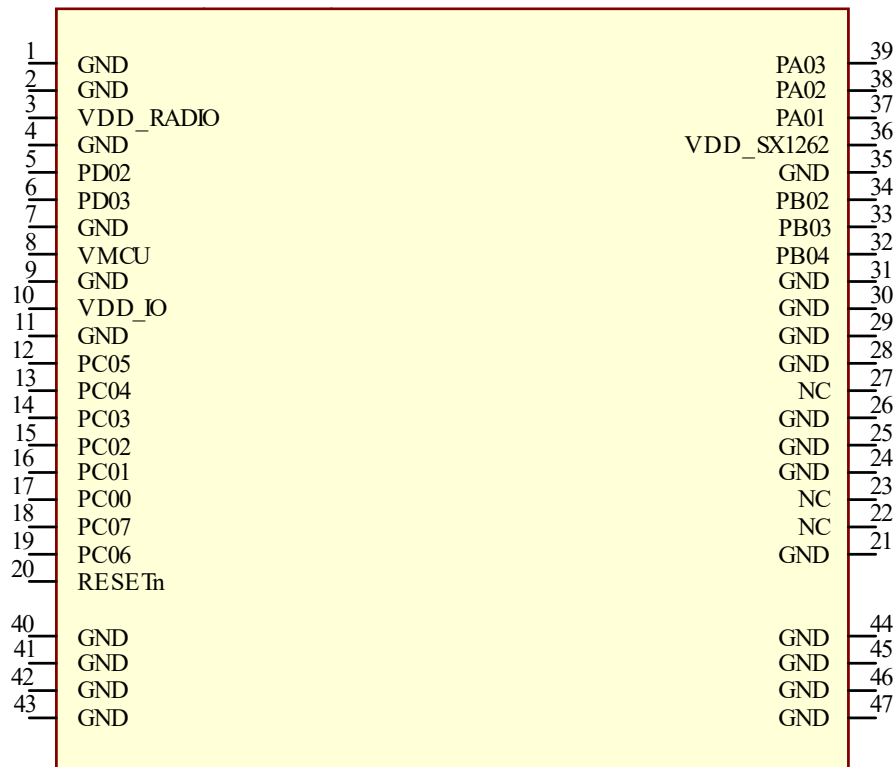 1 GND PA03 39
2 GND PA02 38
3 VDD_RADIO PA01 37
4 GND VDD_SX1262 36
5 PD02 GND 35
6 PD03 PB02 34
7 GND PB03 33
8 VMCU PB04 32
9 GND GND 31
10 VDD_IO GND 30
11 GND GND 29
12 PC05 GND 28
13 PC04 NC 27
14 PC03 GND 26
15 PC02 GND 25
16 PC01 GND 24
17 PC00 NC 23
18 PC07 NC 22
19 PC06 GND 21
20 RESETn
40 GND GND 44
41 GND GND 45
42 GND GND 46
43 GND GND 47